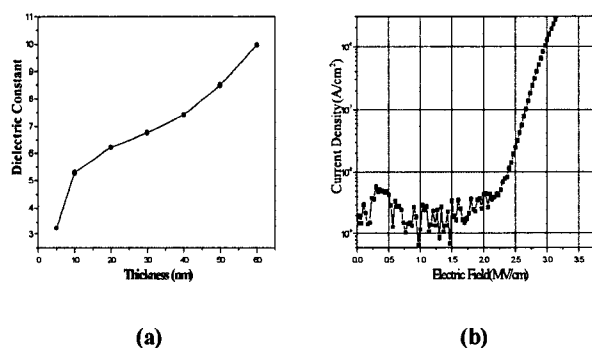 Dielectric Constant
11
10
9
8
7
6
5
4
3
0 10 20 30 40 50 60
Thickness (nm)
(a)
Current Density (A/cm²)
0.0 0.5 1.0 1.5 2.0 2.5 3.0 3.5
Electric Field(MV/cm)
(b)